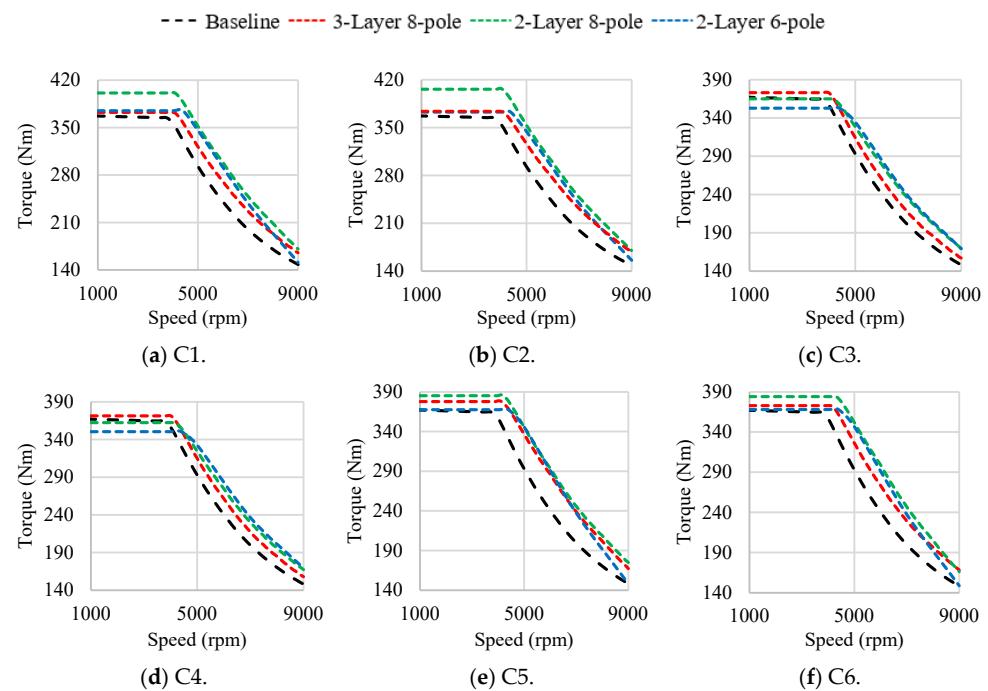 Baseline 3-Layer 8-pole 2-Layer 8-pole 2-Layer 6-pole
420
350
280
210
140
Torque (Nm)
1000 5000 9000
Speed (rpm)
(a) C1.
420
350
280
210
140
Torque (Nm)
1000 5000 9000
Speed (rpm)
(b) C2.
390
340
290
240
190
140
Torque (Nm)
1000 5000 9000
Speed (rpm)
(c) C3.
390
340
290
240
190
140
Torque (Nm)
1000 5000 9000
Speed (rpm)
(d) C4.
390
340
290
240
190
140
Torque (Nm)
1000 5000 9000
Speed (rpm)
(e) C5.
390
340
290
240
190
140
Torque (Nm)
1000 5000 9000
Speed (rpm)
(f) C6.